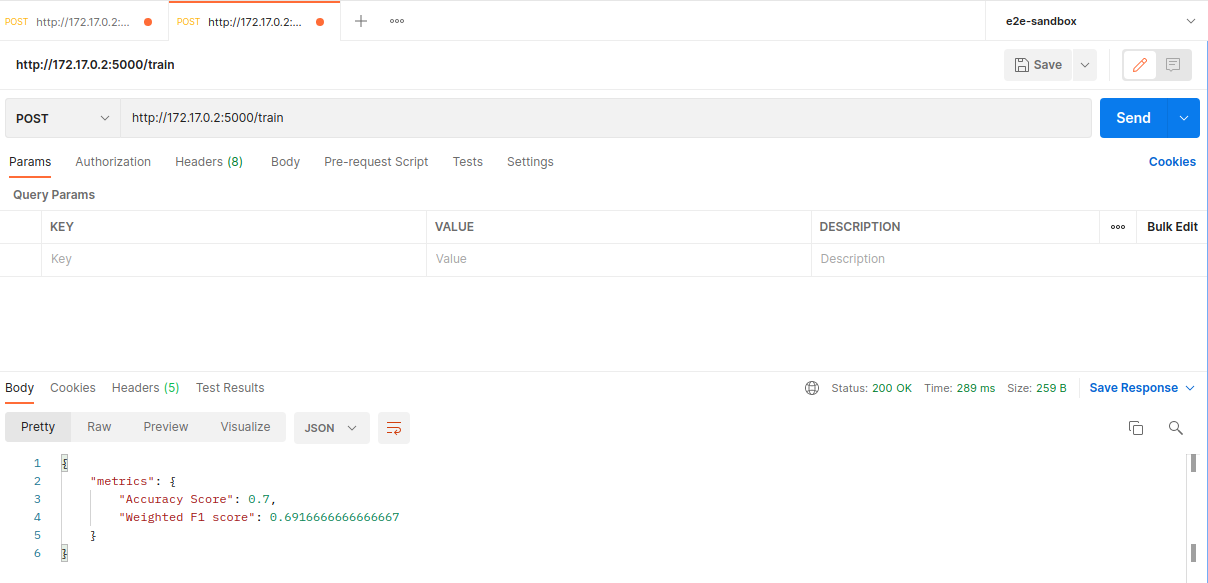 POST http://172.17.0.2:... POST http://172.17.0.2:... e2e-sandbox
http://172.17.0.2:5000/train Save
POST http://172.17.0.2:5000/train Send
Params Authorization Headers (8) Body Pre-request Script Tests Settings Cookies
Query Params
KEY VALUE DESCRIPTION Bulk Edit
Key Value Description
Body Cookies Headers (5) Test Results Status: 200 OK Time: 289 ms Size: 259 B Save Response
Pretty Raw Preview Visualize JSON
1 {
2 "metrics": {
3 "Accuracy Score": 0.7,
4 "Weighted F1 score": 0.6916666666666667
5 }
6 }